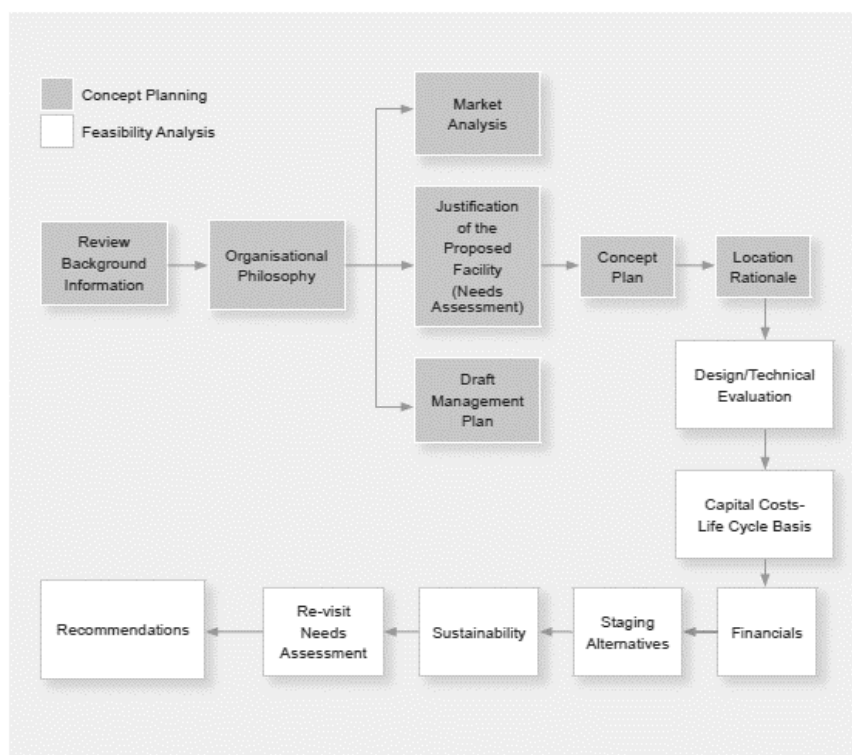 Concept Planning
Feasibility Analysis
Market
Analysis
Review
Background
Information
Organisational
Philosophy
Justification
of the
Proposed
Facility
(Needs
Assessment)
Concept
Plan
Location
Rationale
Draft
Management
Plan
Design/Technical
Evaluation
Capital Costs-
Life Cycle Basis
Financials
Staging
Alternatives
Sustainability
Re-visit
Needs
Assessment
Recommendations